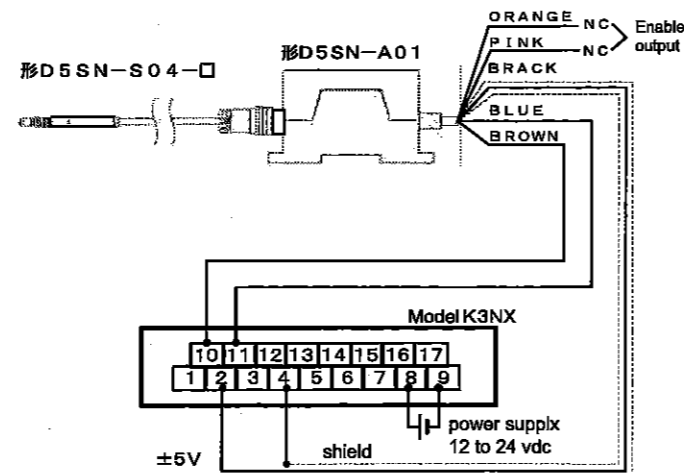 ORANGE NC
PINK NC
Enable
output
BRACK
形D5SN-A01
形D5SN-S04-□
BLUE
BROWN
Model K3NX
10 11 12 13 14 15 16 17
1 2 3 4 5 6 7 8 9
power supplx
12 to 24 vdc
±5V
shield